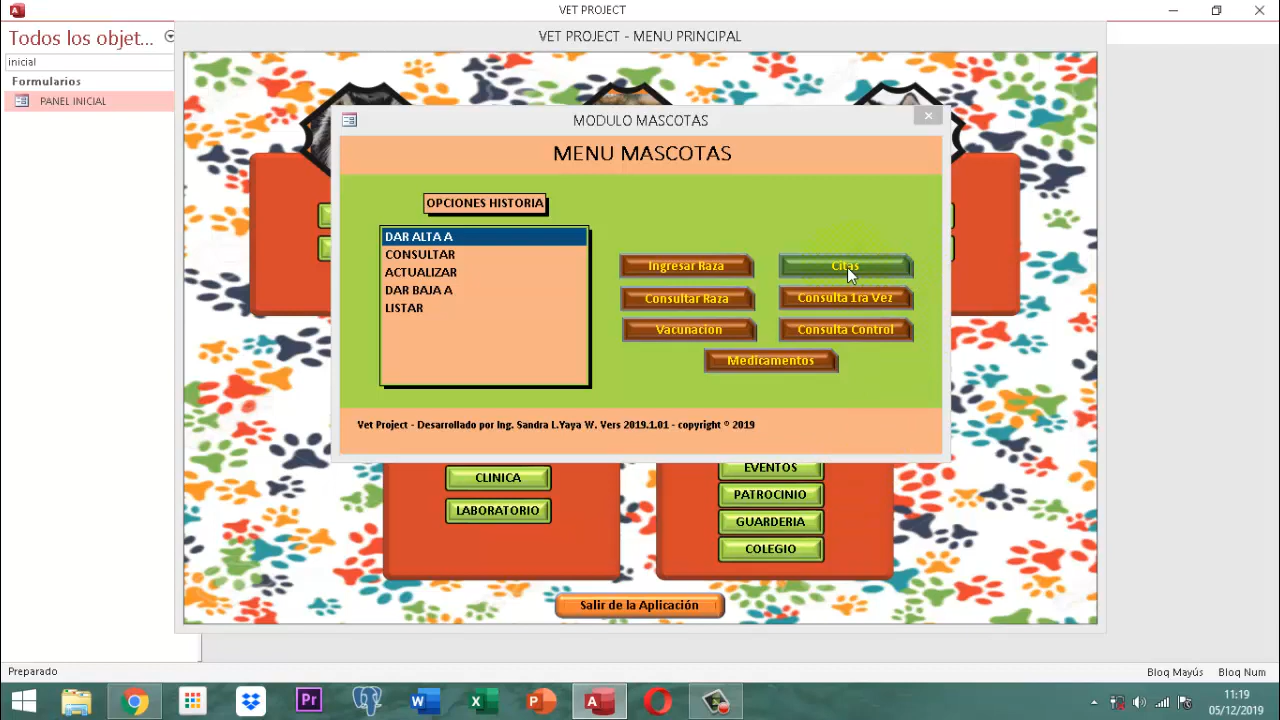 VET PROJECT
Todos los objet...
inicial
Formularios
PANEL INICIAL
VET PROJECT - MENU PRINCIPAL
MODULO MASCOTAS
MENU MASCOTAS
OPCIONES HISTORIA
DAR ALTA A
CONSULTAR
ACTUALIZAR
DAR BAJA A
LISTAR
Ingresar Raza
Citas
Consultar Raza
Consulta 1ra Vez
Vacunacion
Consulta Control
Medicamentos
Vet Project - Desarrollado por Ing. Sandra L.Yaya W. Vers 2019.1.01 - copyright © 2019
CLINICA
LABORATORIO
EVENTOS
PATROCINIO
GUARDERIA
COLEGIO
Salir de la Aplicación
Preparado
Bloq Mayús
Bloq Num
Pr
W
X
P
A
11:19
05/12/2019